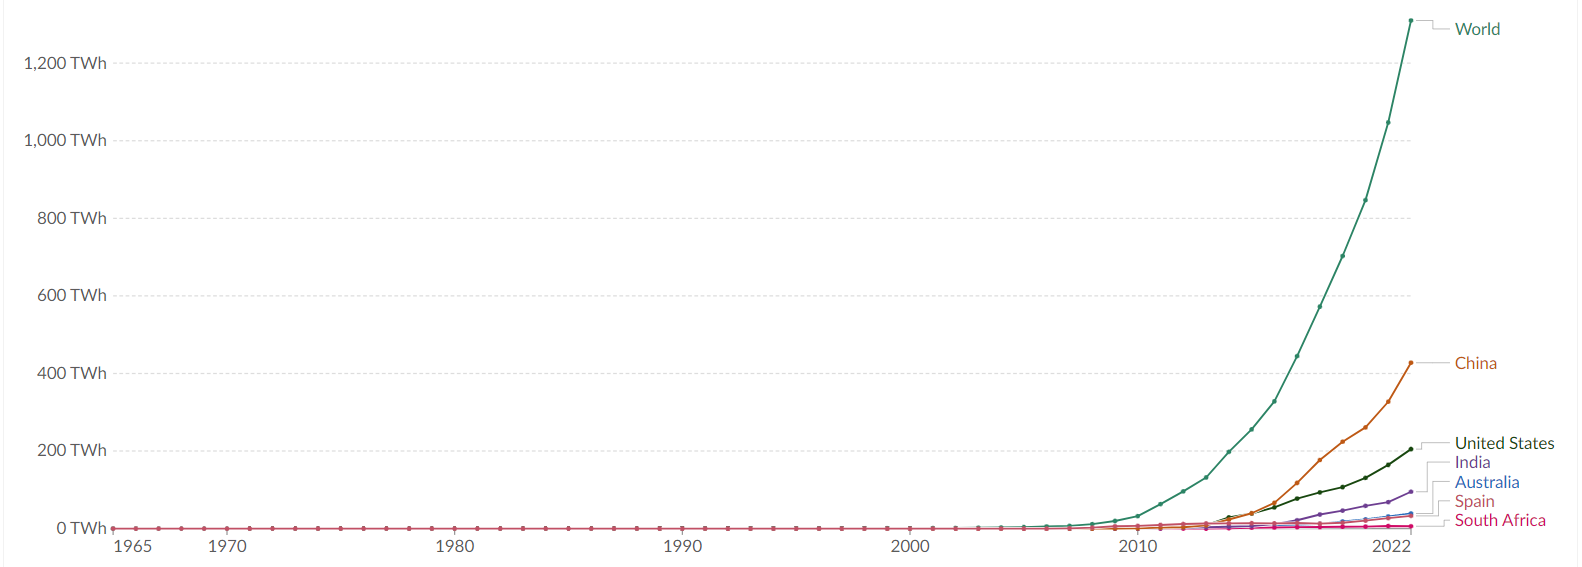 World
1,200 TWh
1,000 TWh
800 TWh
600 TWh
400 TWh
China
200 TWh
United States
India
Australia
Spain
South Africa
0 TWh
1965 1970 1980 1990 2000 2010 2022